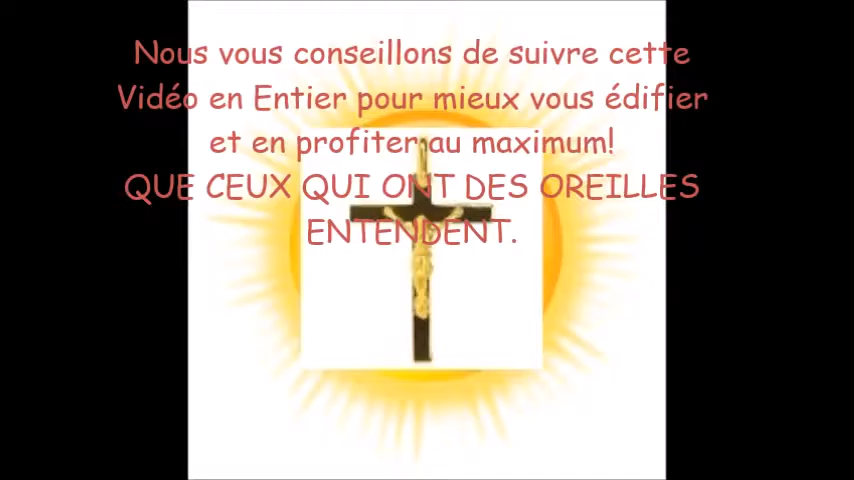 Nous vous conseillons de suivre cette
Vidéo en Entier pour mieux vous édifier
et en profiter au maximum!
QUE CEUX QUI ONT DES OREILLES
ENTENDENT.